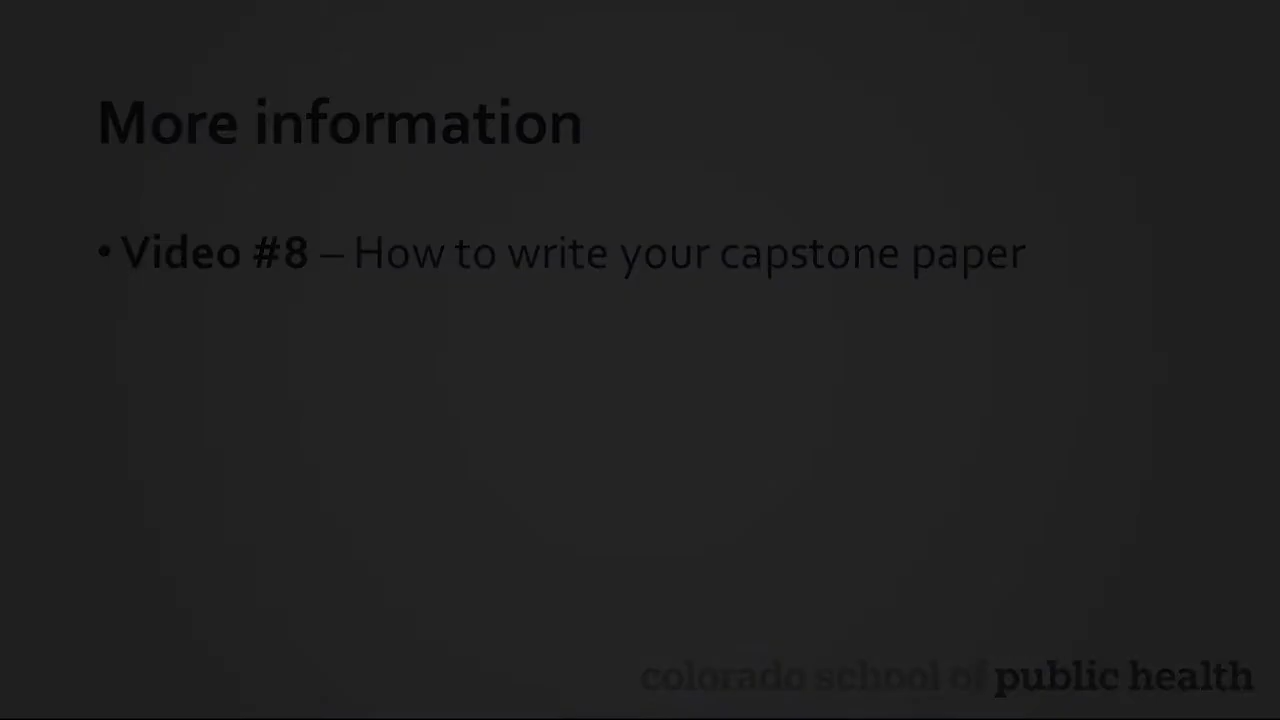 More information
• Video #8 – How to write your capstone paper
colorado school of public health